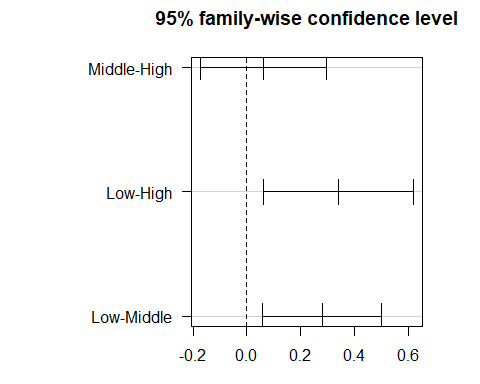 95% family-wise confidence level
Middle-High
Low-High
Low-Middle
-0.2 0.0 0.2 0.4 0.6